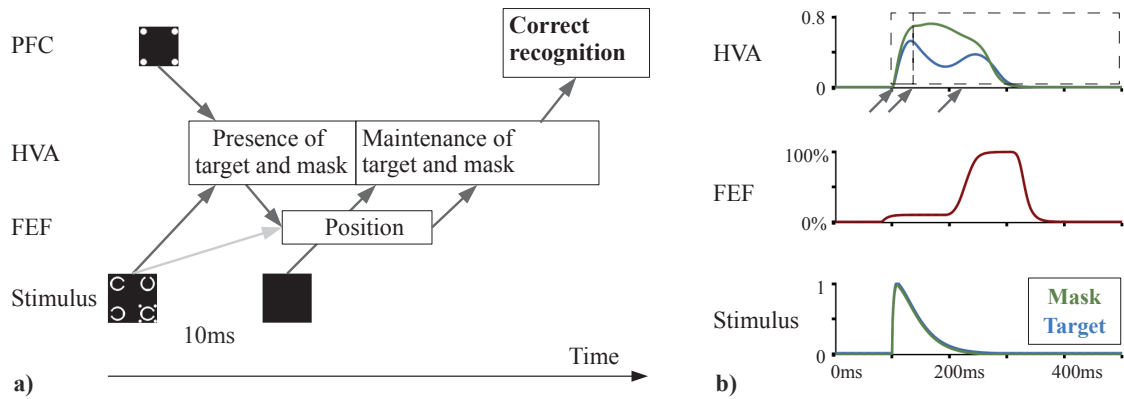 PFC
Correct
recognition
HVA
Presence of
target and mask
Maintenance of
target and mask
FEF
Position
Stimulus
10ms
Time
a)
0.8
HVA
0
100%
FEF
0%
1
Stimulus
Mask
Target
0
0ms
200ms
400ms
b)